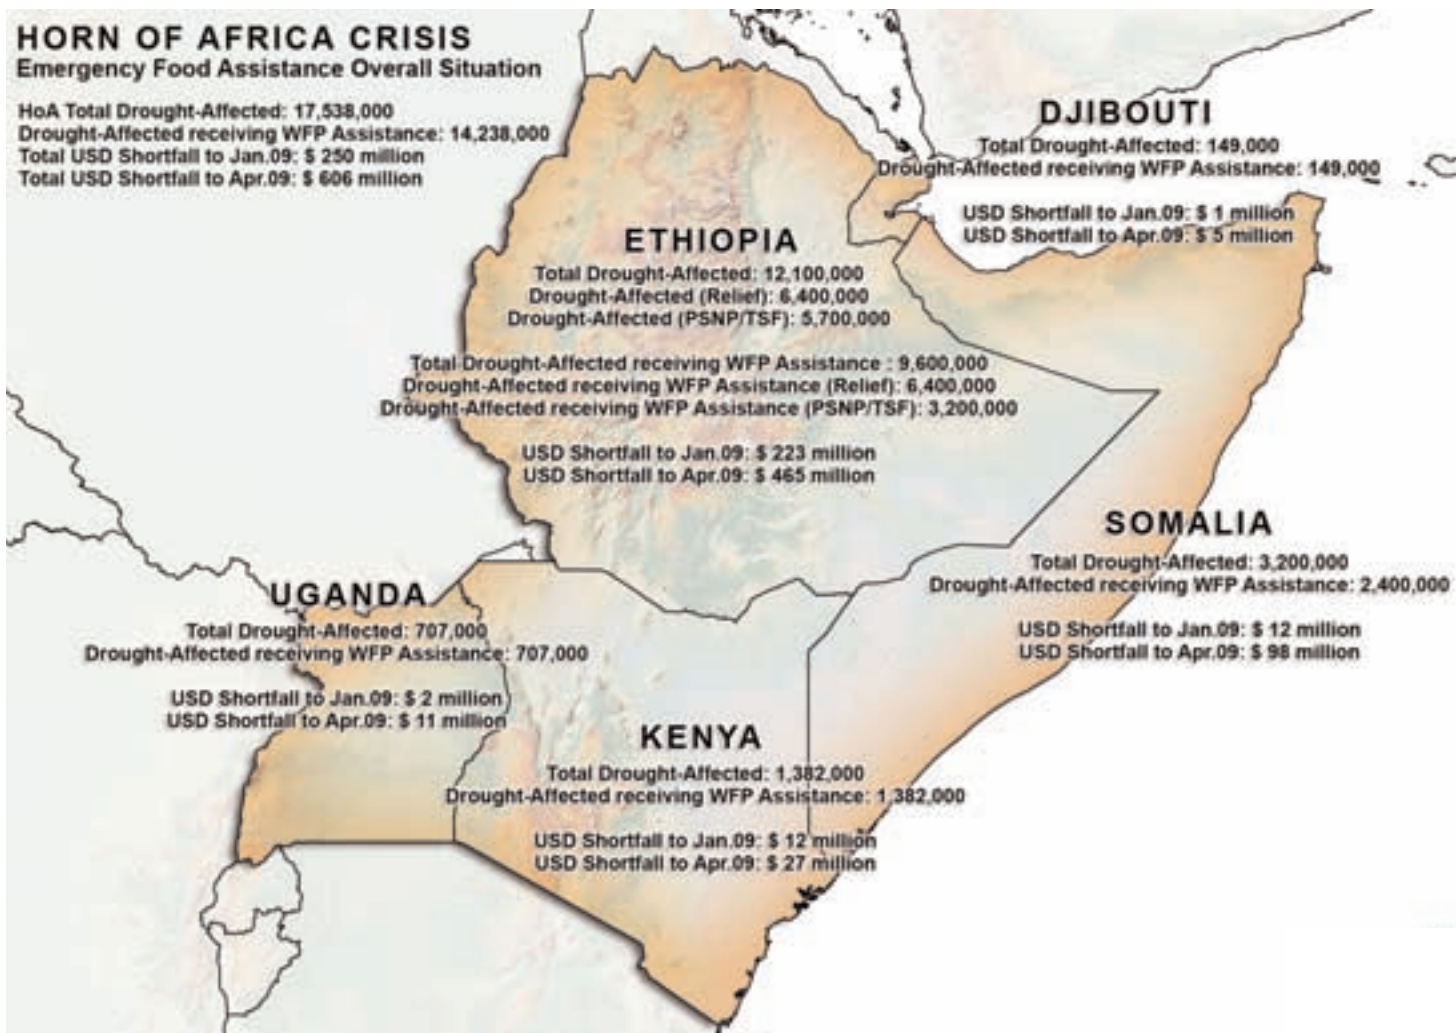 HORN OF AFRICA CRISIS
Emergency Food Assistance Overall Situation
HoA Total Drought-Affected: 17,538,000
Drought-Affected receiving WFP Assistance: 14,238,000
Total USD Shortfall to Jan.09: $ 250 million
Total USD Shortfall to Apr.09: $ 606 million
DJIBOUTI
Total Drought-Affected: 149,000
Drought-Affected receiving WFP Assistance: 149,000
USD Shortfall to Jan.09: $ 1 million
USD Shortfall to Apr.09: $ 5 million
ETHIOPIA
Total Drought-Affected: 12,100,000
Drought-Affected (Relief): 6,400,000
Drought-Affected (PSNP/TSF): 5,700,000
Total Drought-Affected receiving WFP Assistance : 9,600,000
Drought-Affected receiving WFP Assistance (Relief): 6,400,000
Drought-Affected receiving WFP Assistance (PSNP/TSF): 3,200,000
USD Shortfall to Jan.09: $ 223 million
USD Shortfall to Apr.09: $ 465 million
SOMALIA
Total Drought-Affected: 3,200,000
Drought-Affected receiving WFP Assistance: 2,400,000
USD Shortfall to Jan.09: $ 12 million
USD Shortfall to Apr.09: $ 98 million
UGANDA
Total Drought-Affected: 707,000
Drought-Affected receiving WFP Assistance: 707,000
USD Shortfall to Jan.09: $ 2 million
USD Shortfall to Apr.09: $ 11 million
KENYA
Total Drought-Affected: 1,382,000
Drought-Affected receiving WFP Assistance: 1,382,000
USD Shortfall to Jan.09: $ 12 million
USD Shortfall to Apr.09: $ 27 million